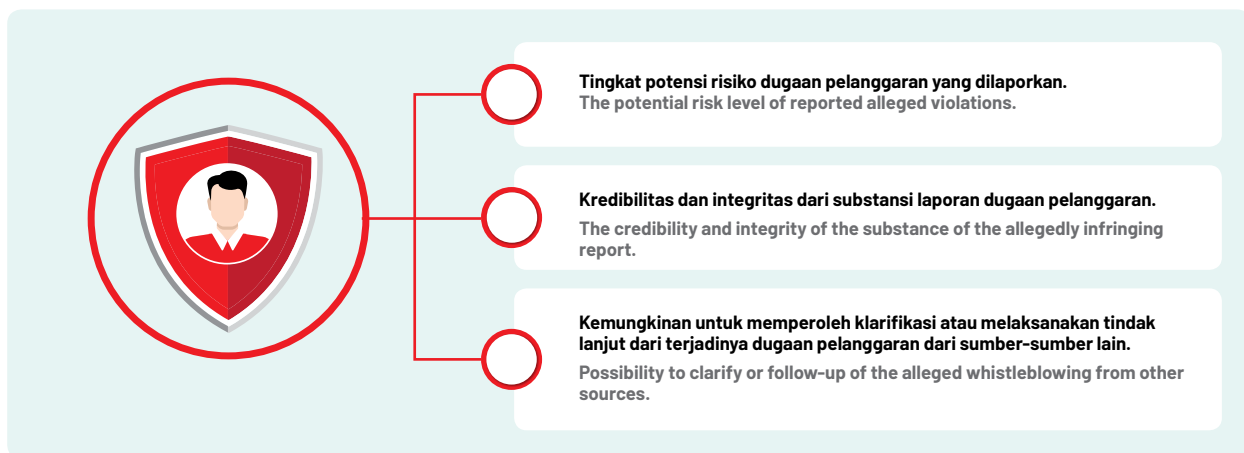 Tingkat potensi risiko dugaan pelanggaran yang dilaporkan.
The potential risk level of reported alleged violations.
Kredibilitas dan integritas dari substansi laporan dugaan pelanggaran.
The credibility and integrity of the substance of the allegedly infringing
report.
Kemungkinan untuk memperoleh klarifikasi atau melaksanakan tindak
lanjut dari terjadinya dugaan pelanggaran dari sumber-sumber lain.
Possibility to clarify or follow-up of the alleged whistleblowing from other
sources.